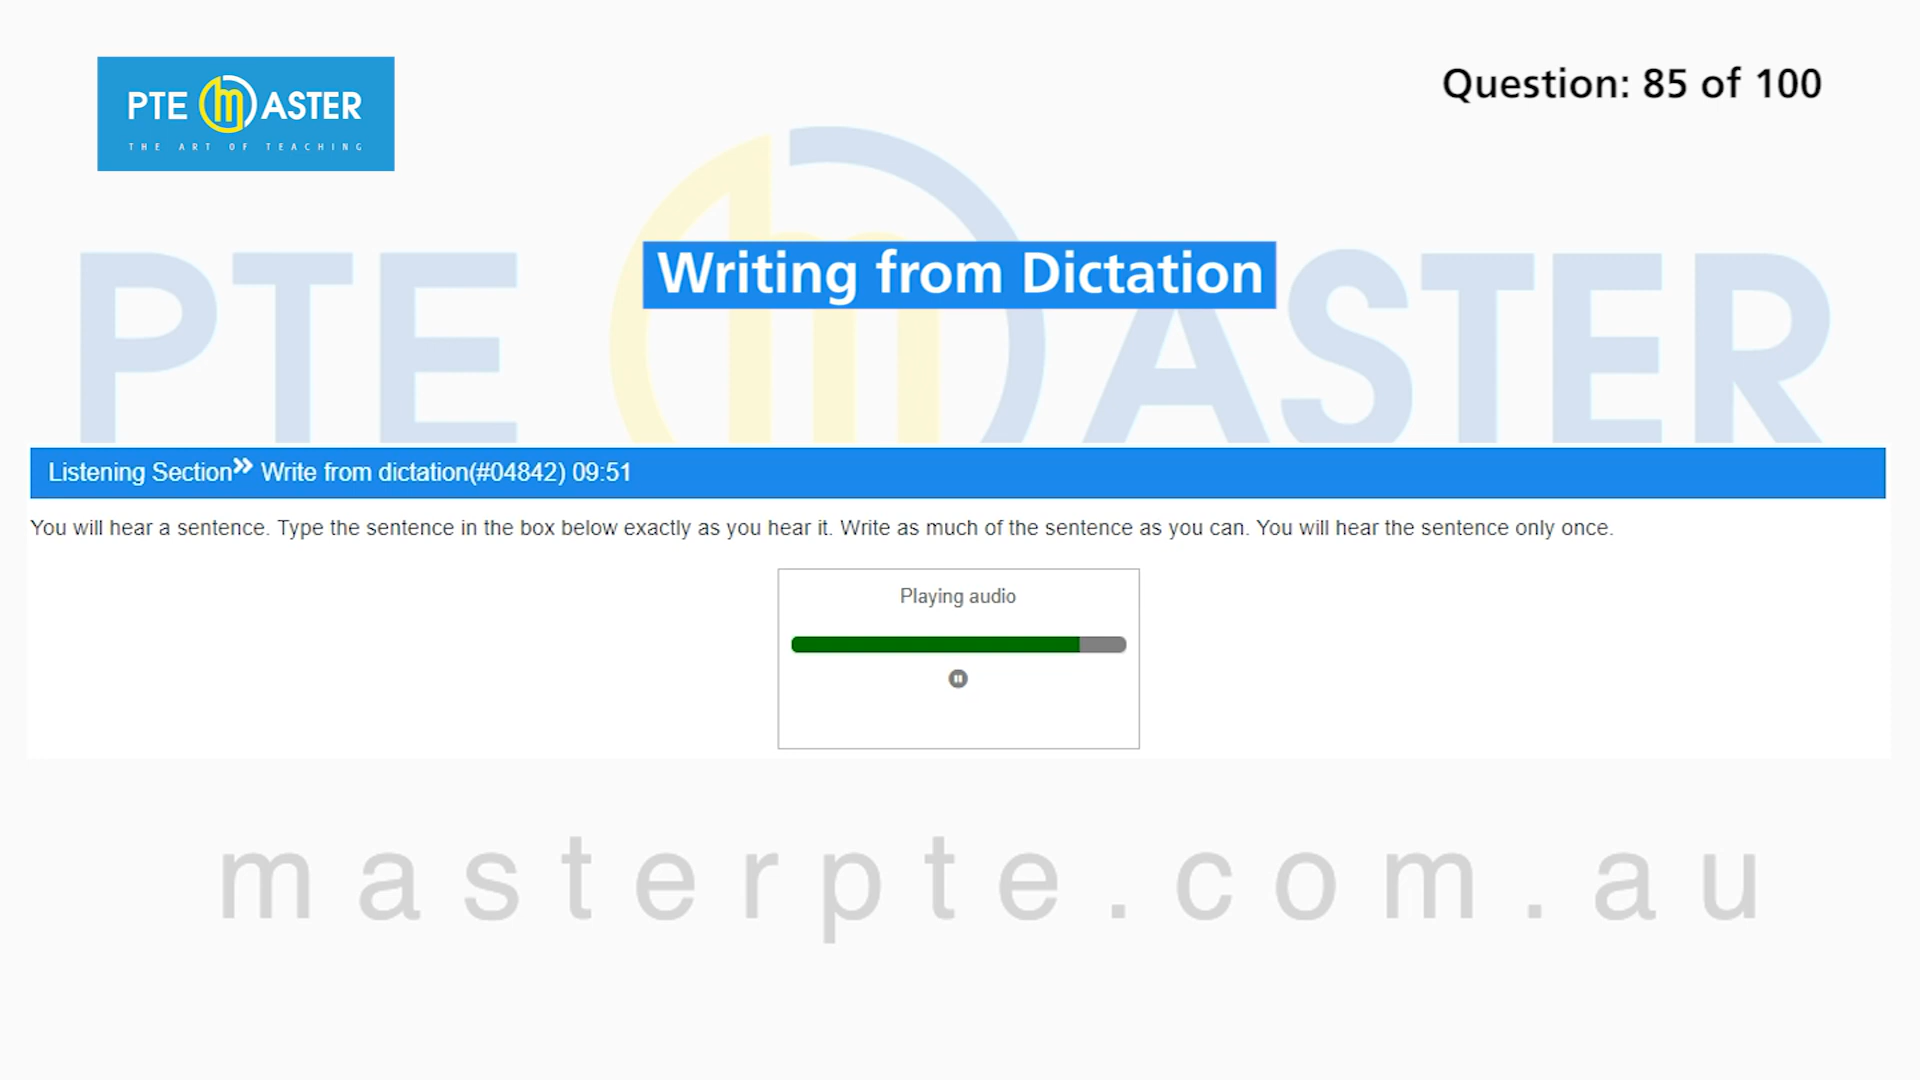 PTE MASTER
THE ART OF TEACHING
Question: 85 of 100
PTE MASTER
Writing from Dictation
Listening Section» Write from dictation(#04842) 09:51
You will hear a sentence. Type the sentence in the box below exactly as you hear it. Write as much of the sentence as you can. You will hear the sentence only once.
Playing audio
masterpte.com.au